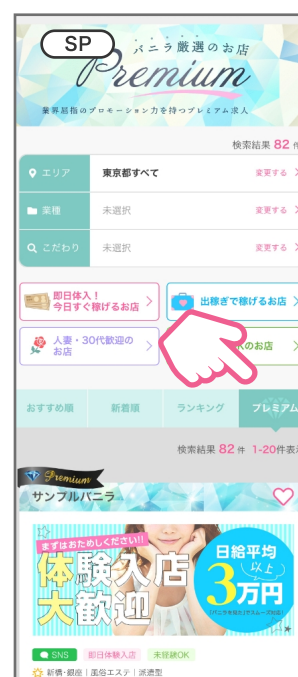 SP
バニラ厳選のお店
Premium
業界屈指のプロモーション力を持つプレミアム求人
検索結果 82 件
エリア 東京都すべて 変更する
業種 未選択 変更する
こだわり 未選択 変更する
即日体入！
今日すぐ稼げるお店
出稼ぎで稼げるお店
人妻・30代歓迎の
お店
のお店
おすすめ順 新着順 ランキング プレミアム
検索結果 82 件 1-20件表示
Premium
サンプルバニラ
まずはおためしください!!
体験入店
大歓迎
日給平均
以上
3万円
SNS 即日体験入店 未経験OK
新橋・銀座｜風俗エステ｜派遣型